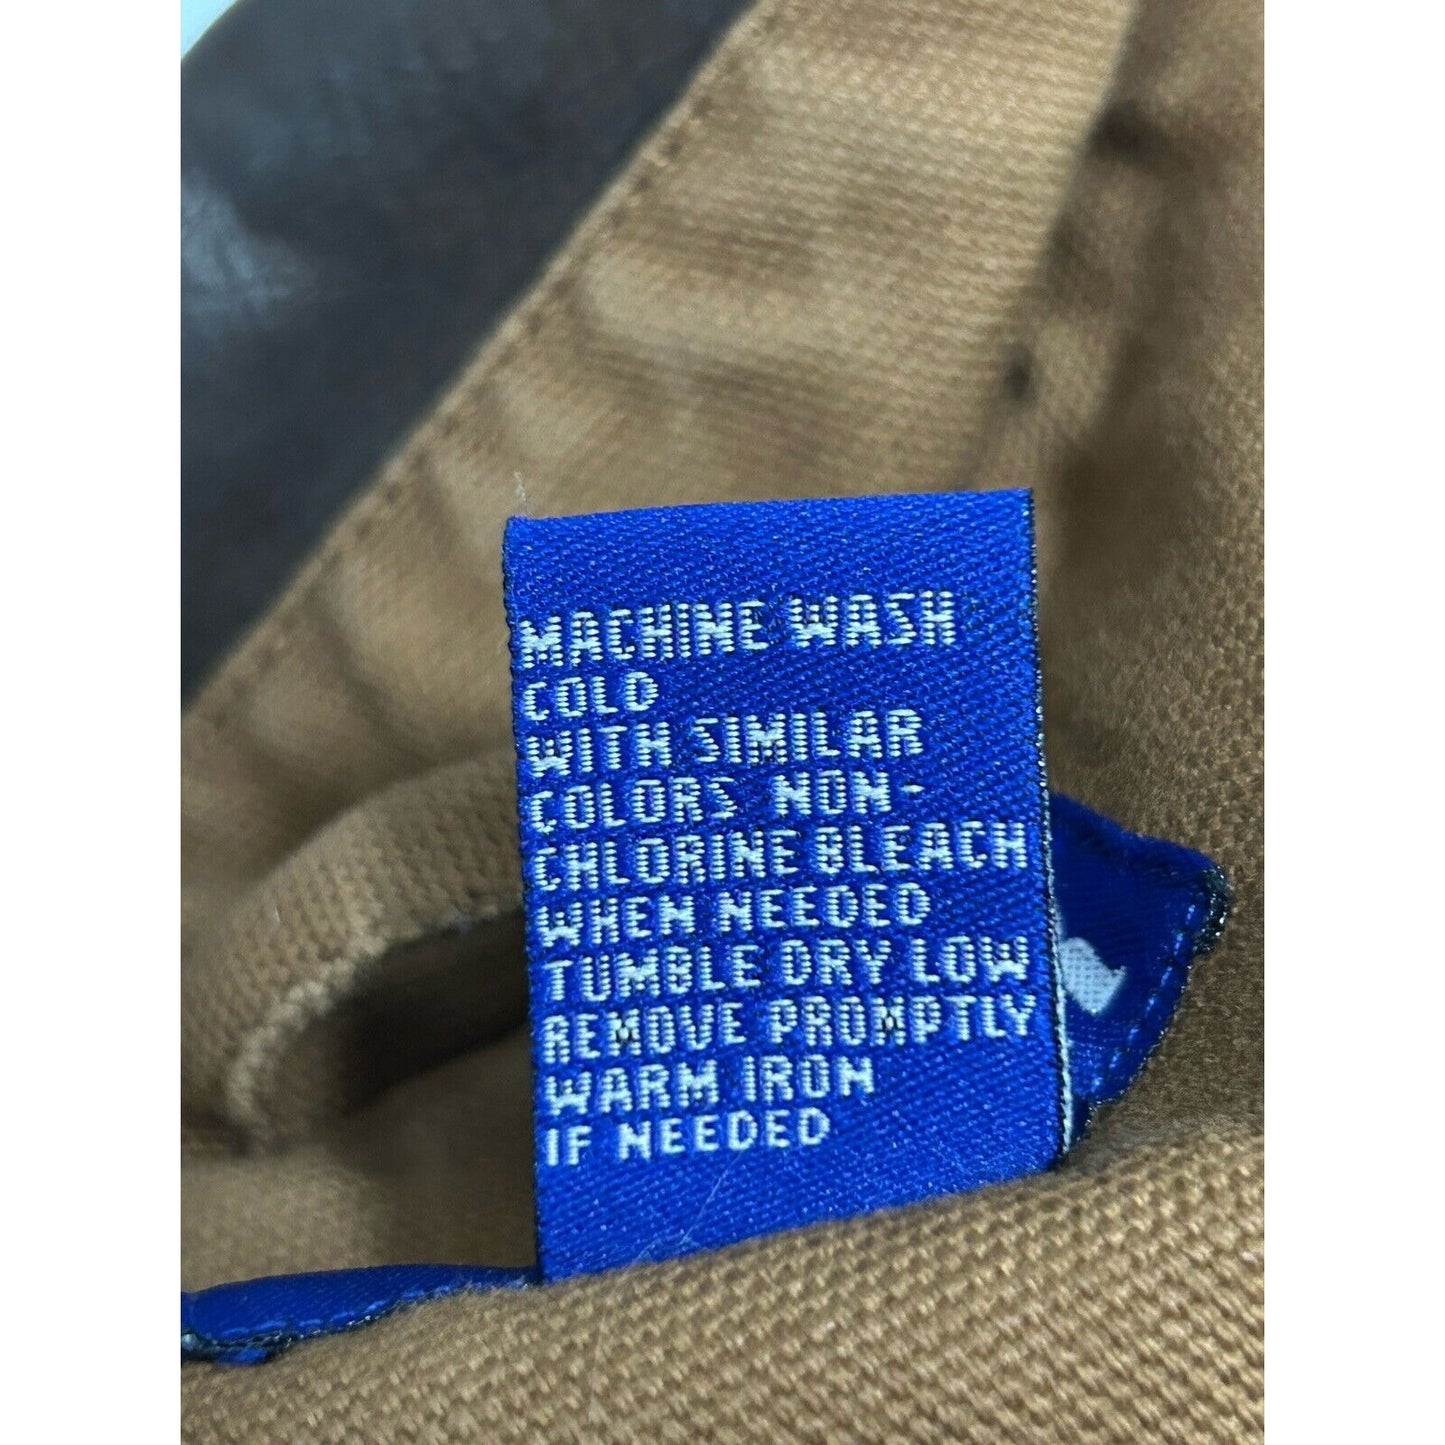 MACHINE WASH
COLD
WITH SIMILAR
COLORS NON-
CHLORINE BLEACH
WHEN NEEDED
TUMBLE DRY LOW
REMOVE PROMPTLY
WARM IRON
IF NEEDED